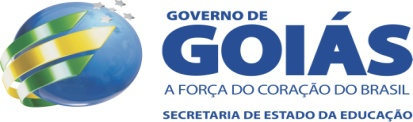 GOVERNO DE
GOIÁS
A FORÇA DO CORAÇÃO DO BRASIL
SECRETARIA DE ESTADO DA EDUCAÇÃO